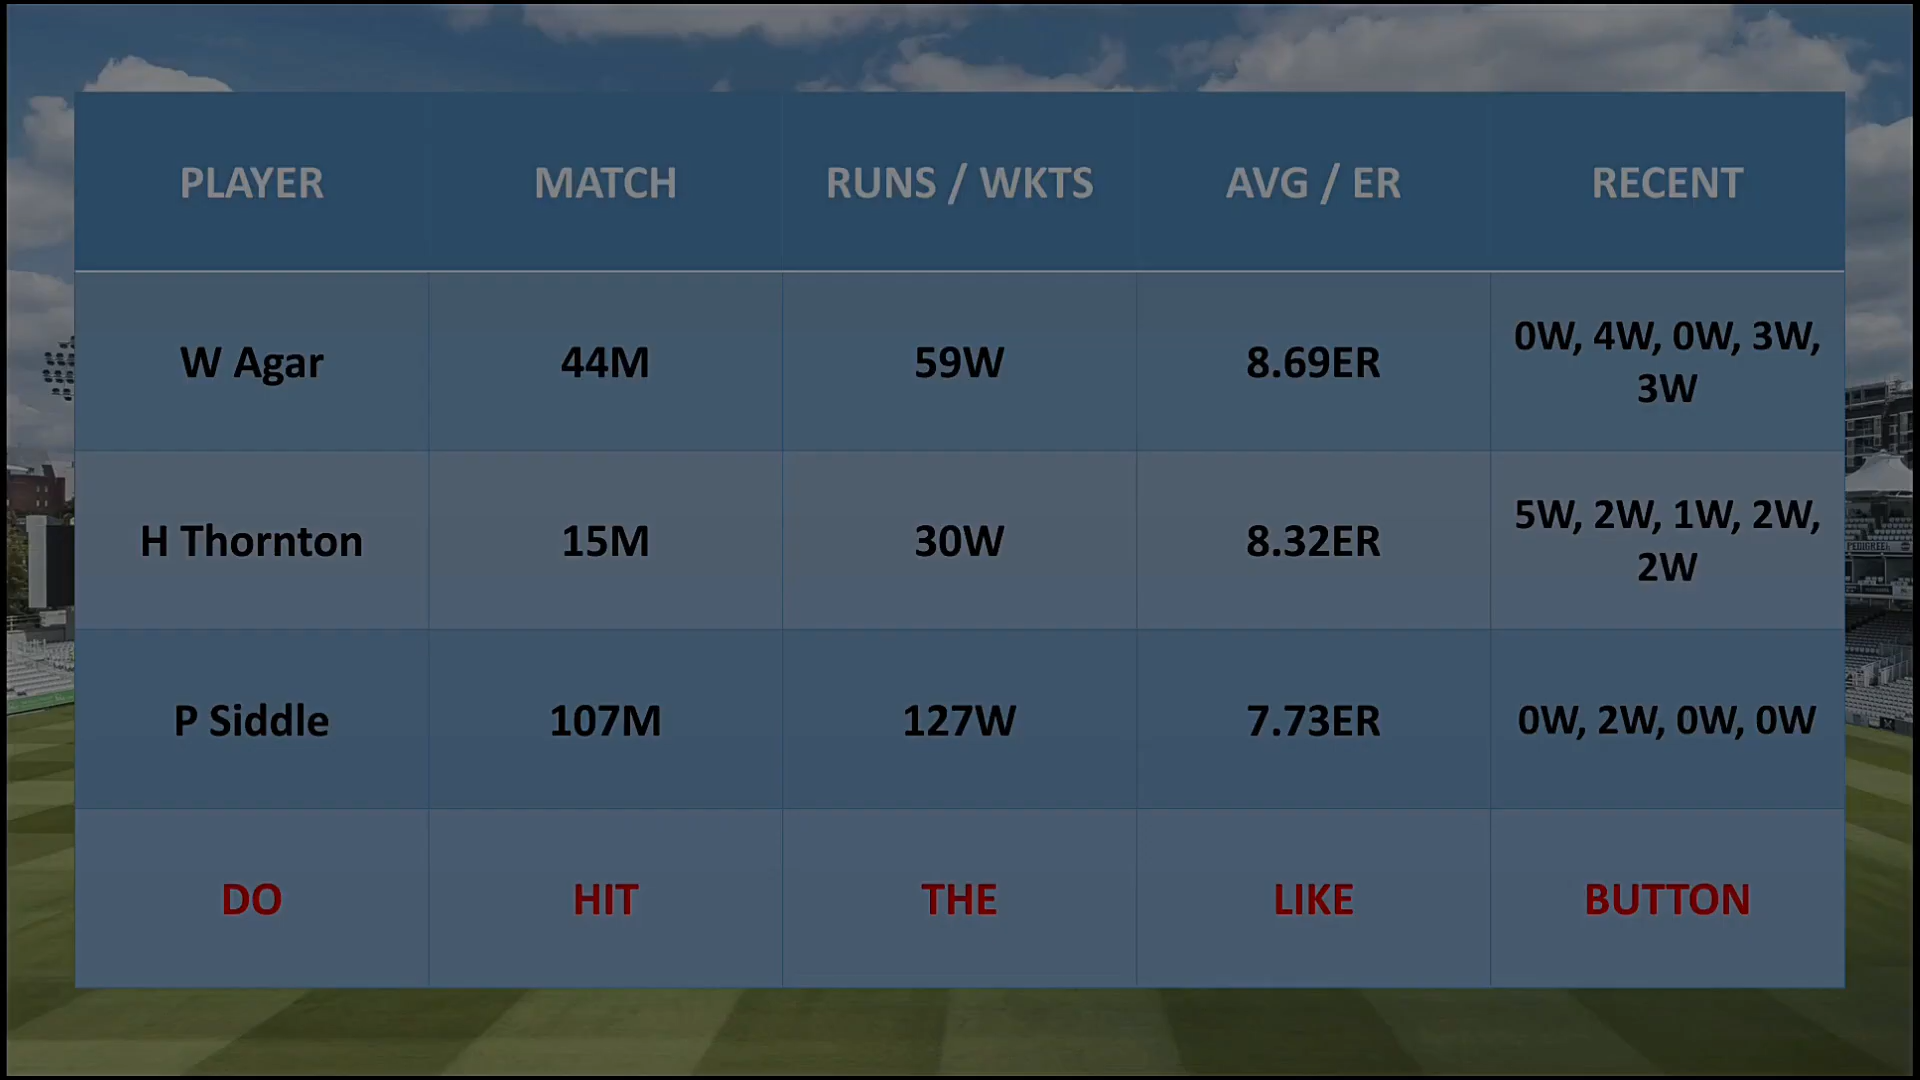 PLAYER MATCH RUNS / WKTS AVG / ER RECENT
W Agar 44M 59W 8.69ER 0W, 4W, 0W, 3W,
3W
H Thornton 15M 30W 8.32ER 5W, 2W, 1W, 2W,
2W
P Siddle 107M 127W 7.73ER 0W, 2W, 0W, 0W
DO HIT THE LIKE BUTTON
PEDIGREE